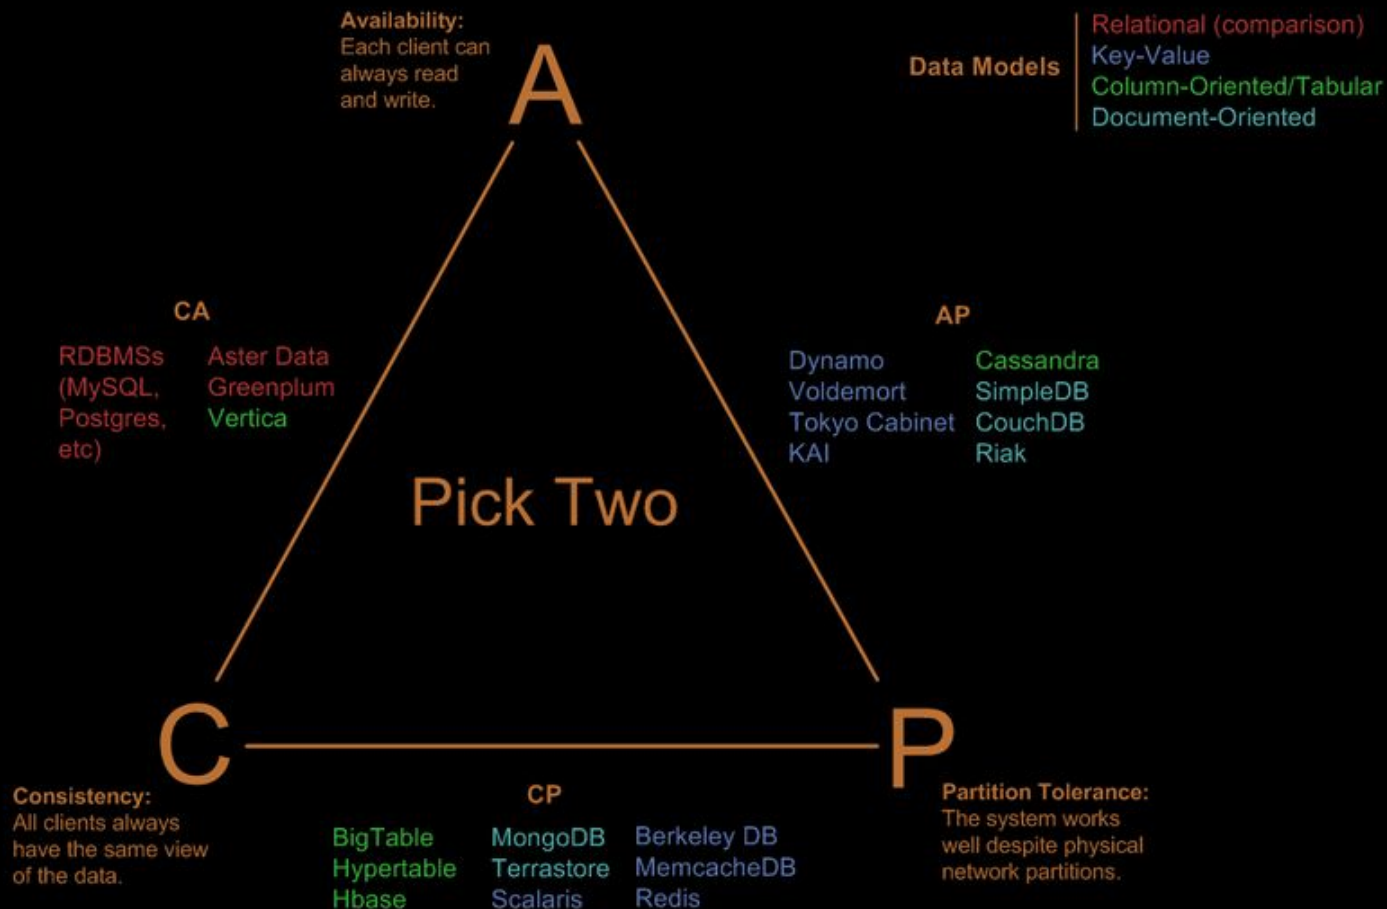 Availability:
Each client can
always read
and write.
A
Data Models
Relational (comparison)
Key-Value
Column-Oriented/Tabular
Document-Oriented
CA
RDBMSs
(MySQL,
Postgres,
etc)
Aster Data
Greenplum
Vertica
AP
Dynamo
Voldemort
Tokyo Cabinet
KAI
Cassandra
SimpleDB
CouchDB
Riak
Pick Two
C
Consistency:
All clients always
have the same view
of the data.
P
Partition Tolerance:
The system works
well despite physical
network partitions.
CP
BigTable
Hypertable
Hbase
MongoDB
Terrastore
Scalaris
Berkeley DB
MemcacheDB
Redis